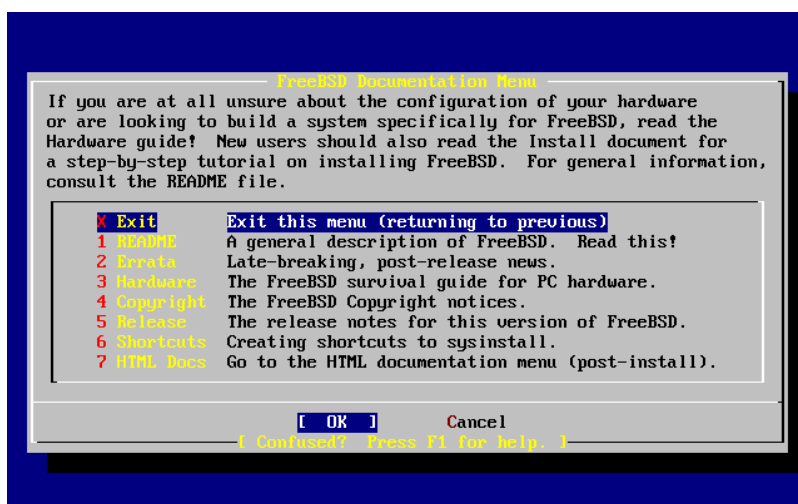 FreeBSD Documentation Menu
If you are at all unsure about the configuration of your hardware
or are looking to build a system specifically for FreeBSD, read the
Hardware guide!  New users should also read the Install document for
a step-by-step tutorial on installing FreeBSD.  For general information,
consult the README file.
X Exit Exit this menu (returning to previous)
1 README A general description of FreeBSD.  Read this!
2 Errata Late-breaking, post-release news.
3 Hardware The FreeBSD survival guide for PC hardware.
4 Copyright The FreeBSD Copyright notices.
5 Release The release notes for this version of FreeBSD.
6 Shortcuts Creating shortcuts to sysinstall.
7 HTML Docs Go to the HTML documentation menu (post-install).
[ OK ] Cancel
[ Confused?  Press F1 for help. ]